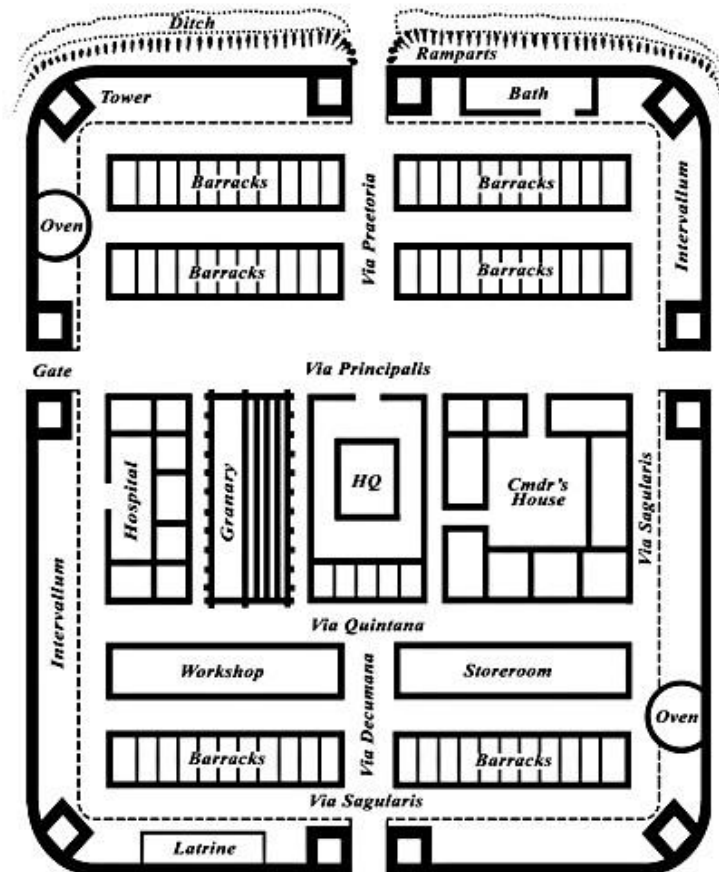 Ditch
Ramparts
Tower
Bath
Barracks
Barracks
Oven
Via Praetoria
Intervallum
Barracks
Barracks
Gate
Via Principalis
Hospital
Granary
HQ
Cmdr's
House
Via Sagularis
Intervallum
Via Quintana
Workshop
Storeroom
Via Decumana
Oven
Barracks
Barracks
Via Sagularis
Latrine